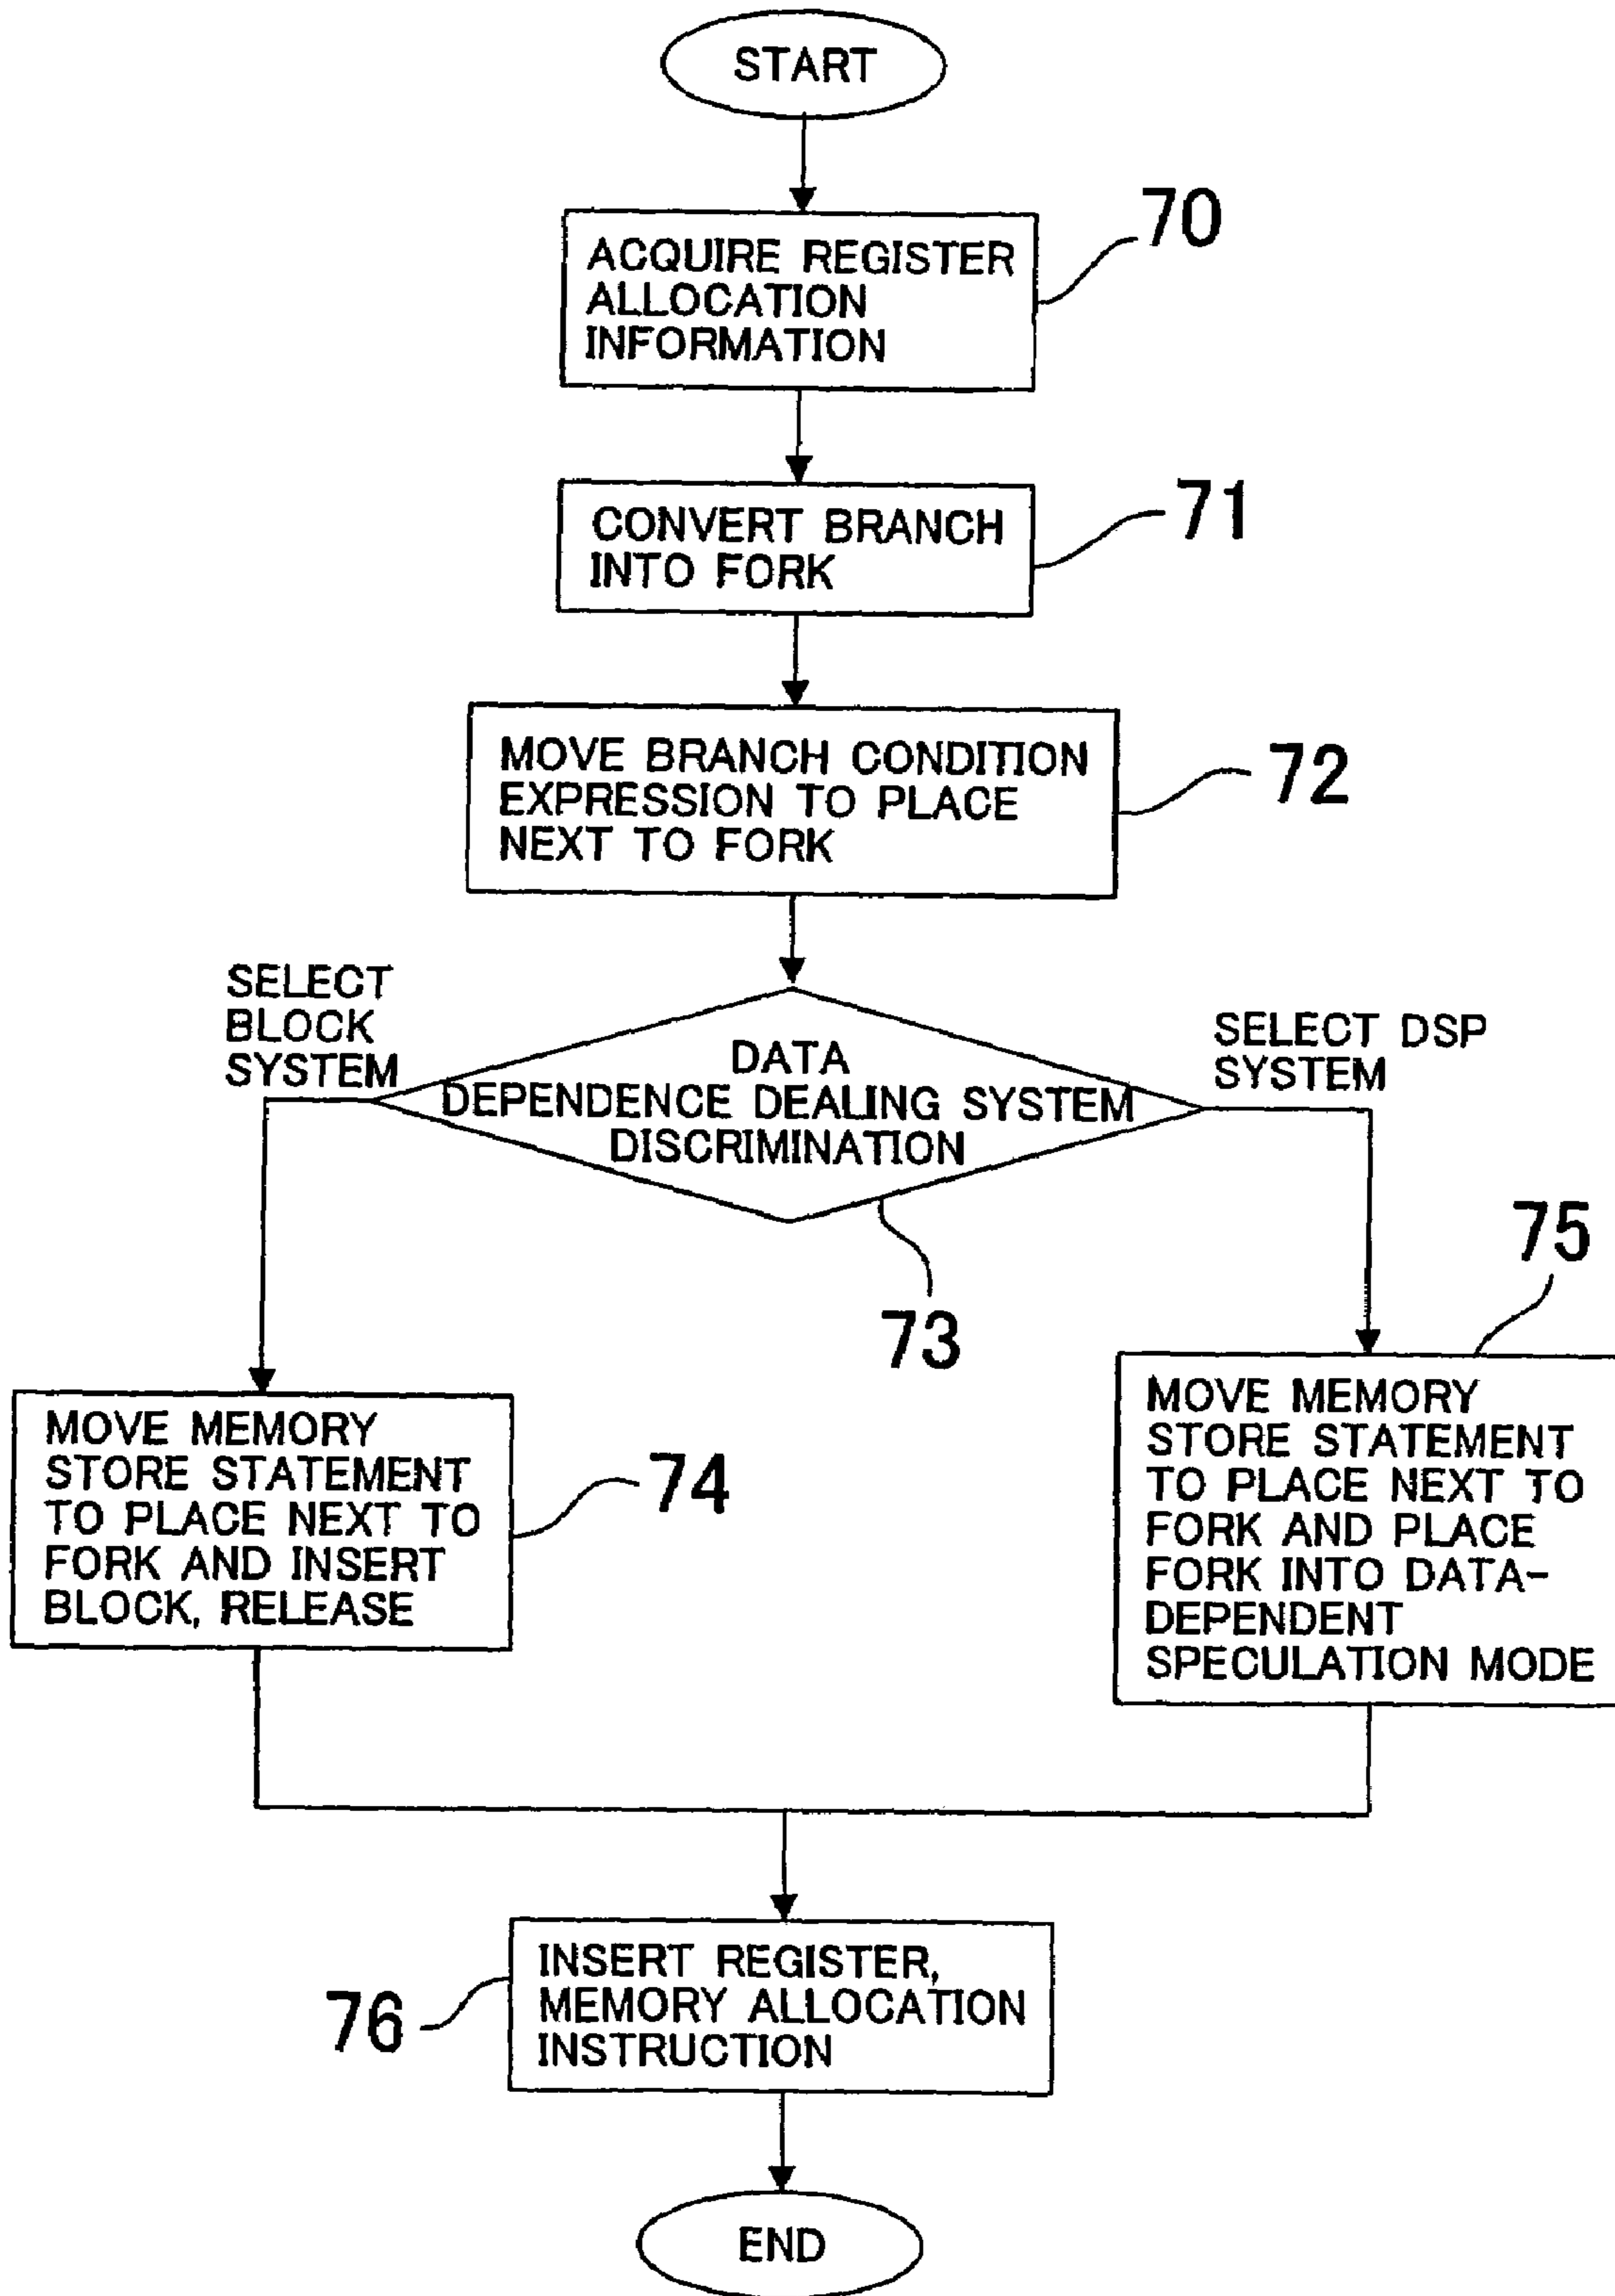 START
70
ACQUIRE REGISTER
ALLOCATION
INFORMATION
71
CONVERT BRANCH
INTO FORK
72
MOVE BRANCH CONDITION
EXPRESSION TO PLACE
NEXT TO FORK
SELECT
BLOCK
SYSTEM
SELECT DSP
SYSTEM
DATA
DEPENDENCE DEALING SYSTEM
DISCRIMINATION
73
75
MOVE MEMORY
STORE STATEMENT
TO PLACE NEXT TO
FORK AND INSERT
BLOCK, RELEASE
74
MOVE MEMORY
STORE STATEMENT
TO PLACE NEXT TO
FORK AND PLACE
FORK INTO DATA-
DEPENDENT
SPECULATION MODE
INSERT REGISTER,
MEMORY ALLOCATION
INSTRUCTION
76
END